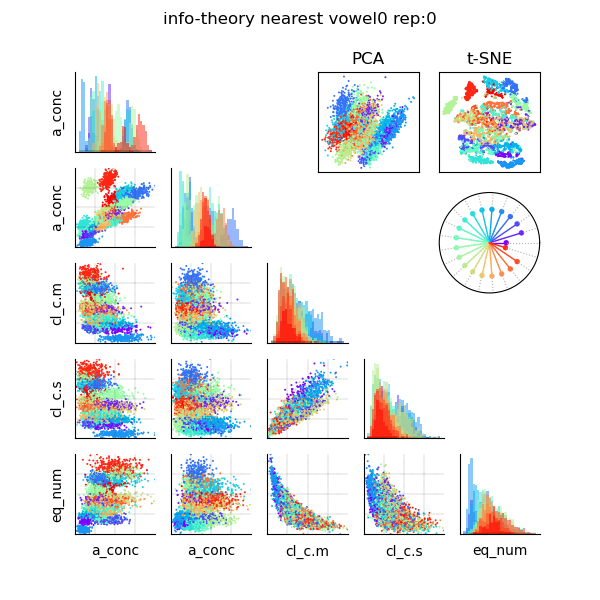 info-theory nearest vowel0 rep:0
PCA
t-SNE
a_conc
a_conc
cl_c.m
cl_c.s
eq_num
a_conc
a_conc
cl_c.m
cl_c.s
eq_num